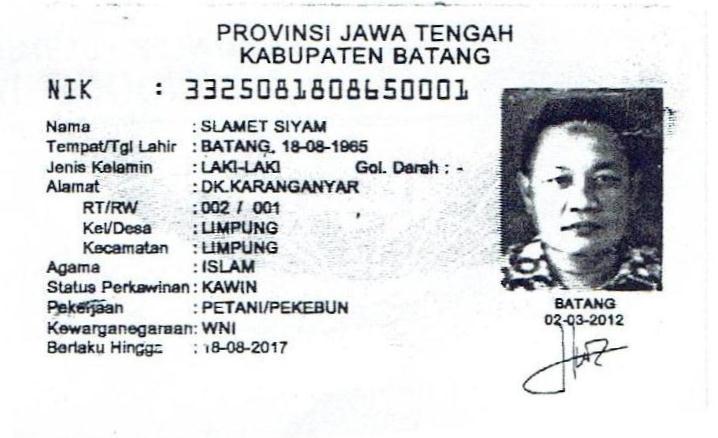 PROVINSI JAWA TENGAH
KABUPATEN BATANG
NIK : 3325081808650001
Nama : SLAMET SIYAM
Tempat/Tgl Lahir : BATANG, 18-08-1965
Jenis Kelamin : LAKI-LAKI Gol. Darah : -
Alamat : DK.KARANGANYAR
RT/RW : 002 / 001
Kel/Desa : LIMPUNG
Kecamatan : LIMPUNG
Agama : ISLAM
Status Perkawinan : KAWIN
Pekerjaan : PETANI/PEKEBUN
Kewarganegaraan: WNI
Berlaku Hingga : 18-08-2017
BATANG
02-03-2012